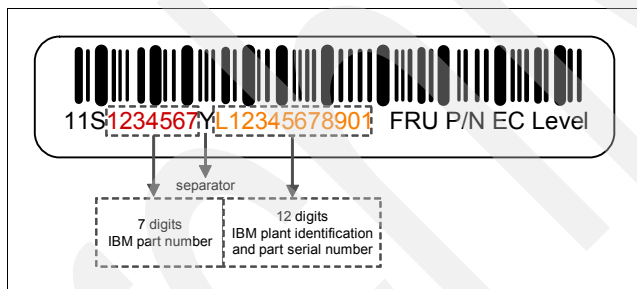 11S1234567YL12345678901 FRU P/N EC Level
separator
7 digits
IBM part number
12 digits
IBM plant identification
and part serial number